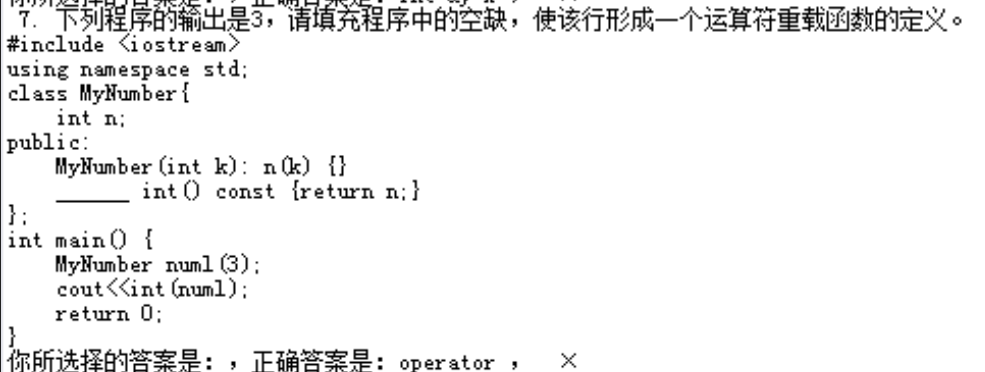 7. 下列程序的输出是3，请填充程序中的空缺，使该行形成一个运算符重载函数的定义。
#include <iostream>
using namespace std;
class MyNumber{
    int n;
public:
    MyNumber(int k): n(k) {}
    ______ int() const {return n;}
};
int main() {
    MyNumber numl(3);
    cout<<int(numl);
    return 0;
}
你所选择的答案是：，正确答案是：operator ，  ×